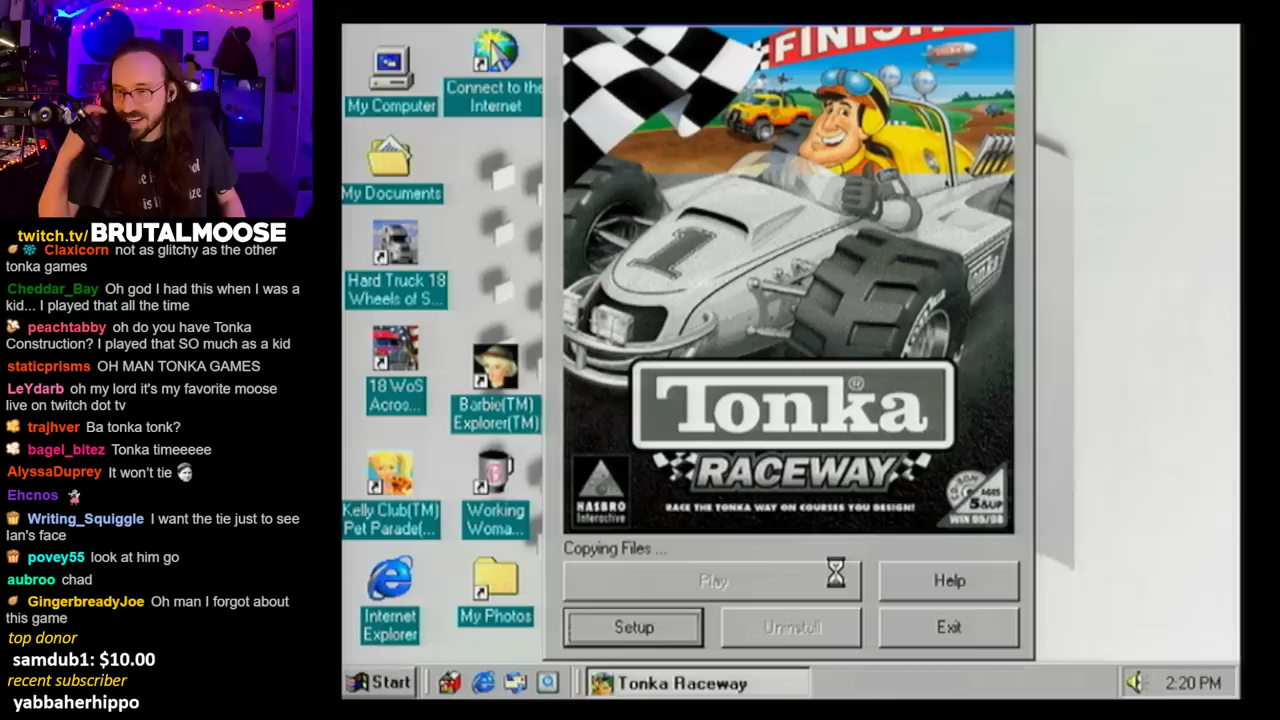 twitch.tv/BRUTALMOOSE
Claxicorn not as glitchy as the other
tonka games
Cheddar_Bay Oh god I had this when I was a
kid... I played that all the time
peachtabby oh do you have Tonka
Construction? I played that SO much as a kid
staticprisms OH MAN TONKA GAMES
LeYdarb oh my lord it's my favorite moose
live on twitch dot tv
trajhver Ba tonka tonk?
bagel_bitez Tonka timeeeee
AlyssaDuprey It won't tie
Ehcnos
Writing_Squiggle I want the tie just to see
Ian's face
povey55 look at him go
aubroo chad
GingerbreadyJoe Oh man I forgot about
this game
top donor
samdub1: $10.00
recent subscriber
yabbaherhippo
My Computer
Connect to the
Internet
My Documents
Hard Truck 18
Wheels of S...
18 WoS
Acros...
Barbie(TM)
Explorer(TM)
Kelly Club(TM)
Pet Parade(...
Working
Woma...
Internet
Explorer
My Photos
FINISH
1
Tonka
Tonka®
RACEWAY
HASBRO
Interactive
RACE THE TONKA WAY ON COURSES YOU DESIGN!
CD-ROM
AGES
5&UP
WIN 95/98
Copying Files ...
Play
Help
Setup
Uninstall
Exit
Start
Tonka Raceway
2:20 PM